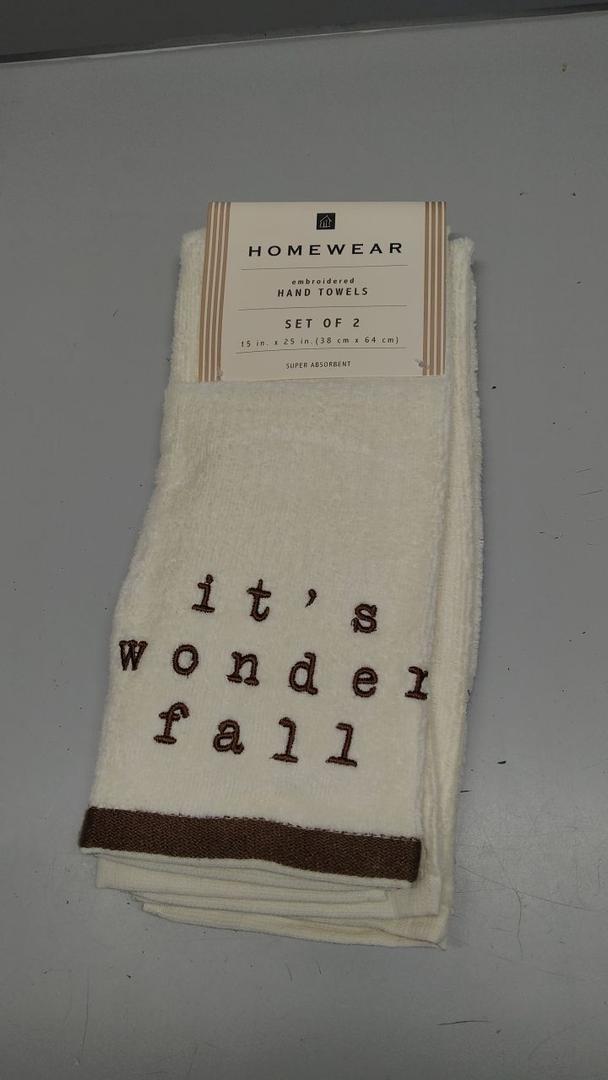 HOMEWEAR
embroidered
HAND TOWELS
SET OF 2
15 in. x 25 in. (38 cm x 64 cm)
SUPER ABSORBENT
it's
wonder
fall